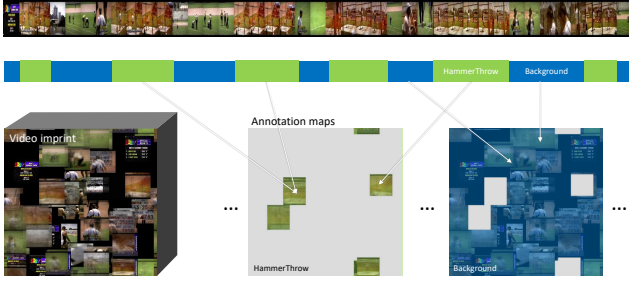 HammerThrow
Background
Annotation maps
Video imprint
...
...
...
HammerThrow
Background